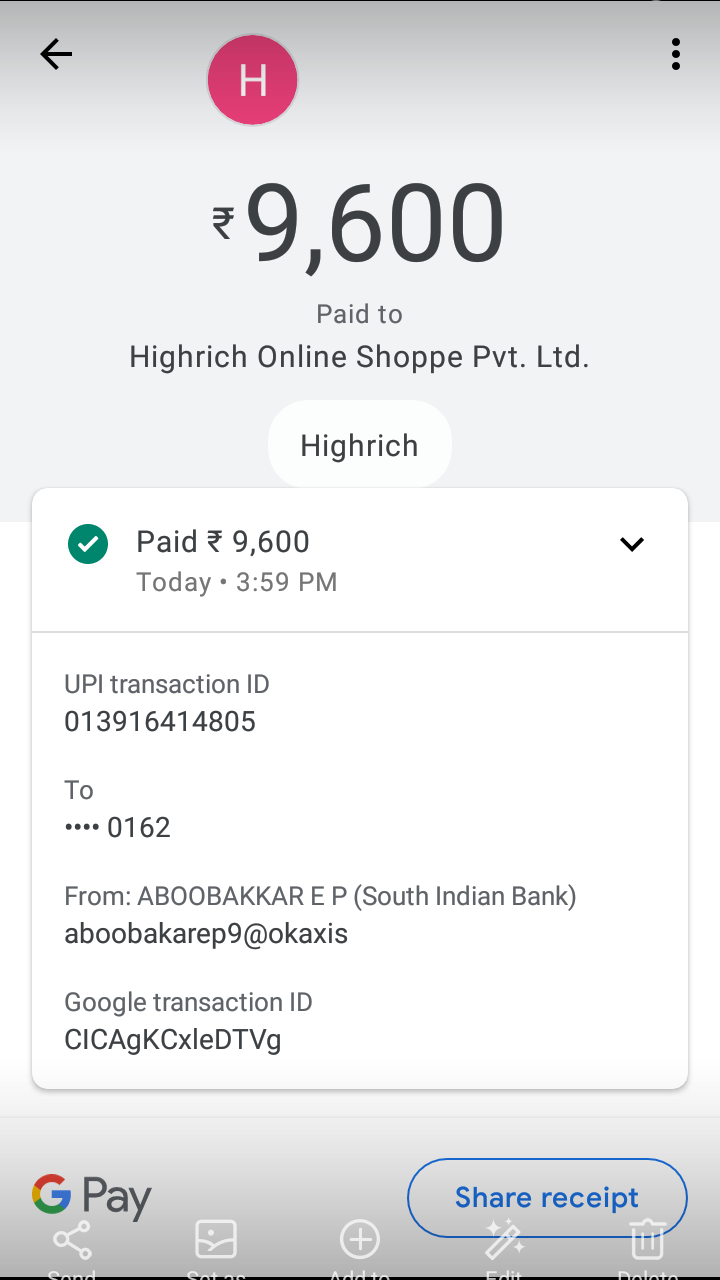 H
₹9,600
Paid to
Highrich Online Shoppe Pvt. Ltd.
Highrich
Paid ₹ 9,600
Today • 3:59 PM
UPI transaction ID
013916414805
To
•••• 0162
From: ABOOBAKKAR E P (South Indian Bank)
aboobakarep9@okaxis
Google transaction ID
CICAgKCxleDTVg
G Pay
Share receipt
Send
Set as
Add to
Edit
Delete